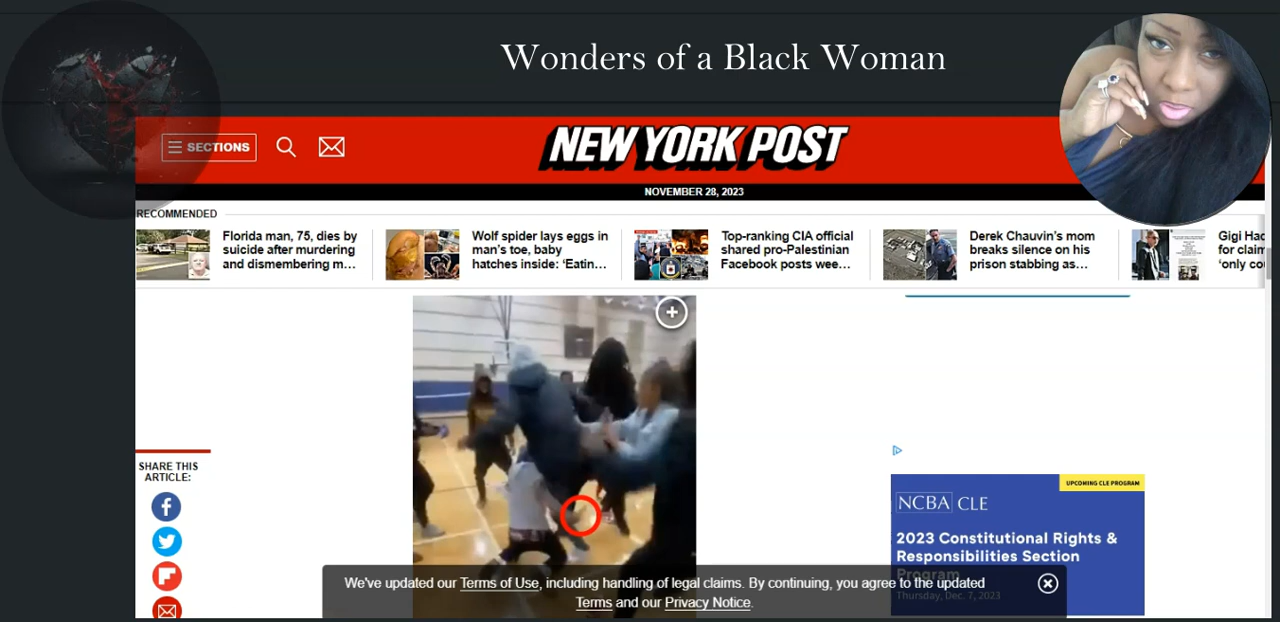 Wonders of a Black Woman
SECTIONS
NEW YORK POST
NOVEMBER 28, 2023
RECOMMENDED
Florida man, 75, dies by
suicide after murdering
and dismembering m...
Wolf spider lays eggs in
man's toe, baby
hatches inside: 'Eatin...
Top-ranking CIA official
shared pro-Palestinian
Facebook posts wee...
Derek Chauvin's mom
breaks silence on his
prison stabbing as...
Gigi Had
for claim
'only co
SHARE THIS
ARTICLE:
UPCOMING CLE PROGRAM
NCBA CLE
2023 Constitutional Rights &
Responsibilities Section
Program
Thursday, Dec. 7, 2023
We've updated our Terms of Use, including handling of legal claims. By continuing, you agree to the updated
Terms and our Privacy Notice.